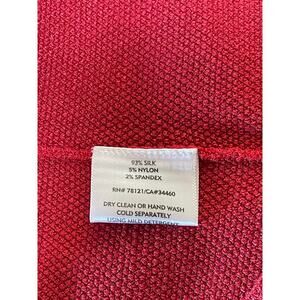 93% SILK
5% NYLON
2% SPANDEX
RN# 78121/CA#34460
DRY CLEAN OR HAND WASH
COLD SEPARATELY
USING MILD DETERGENT